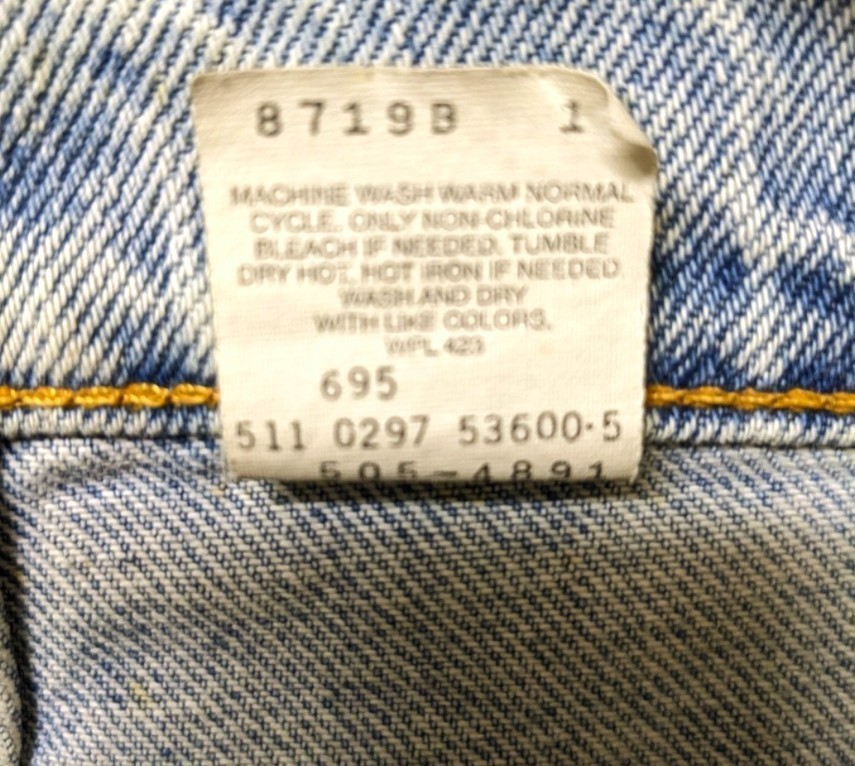 8719B 1
MACHINE WASH WARM NORMAL
CYCLE. ONLY NON-CHLORINE
BLEACH IF NEEDED. TUMBLE
DRY HOT. HOT IRON IF NEEDED.
WASH AND DRY
WITH LIKE COLORS.
WPL 423
695
511 0297 53600·5
505-4891